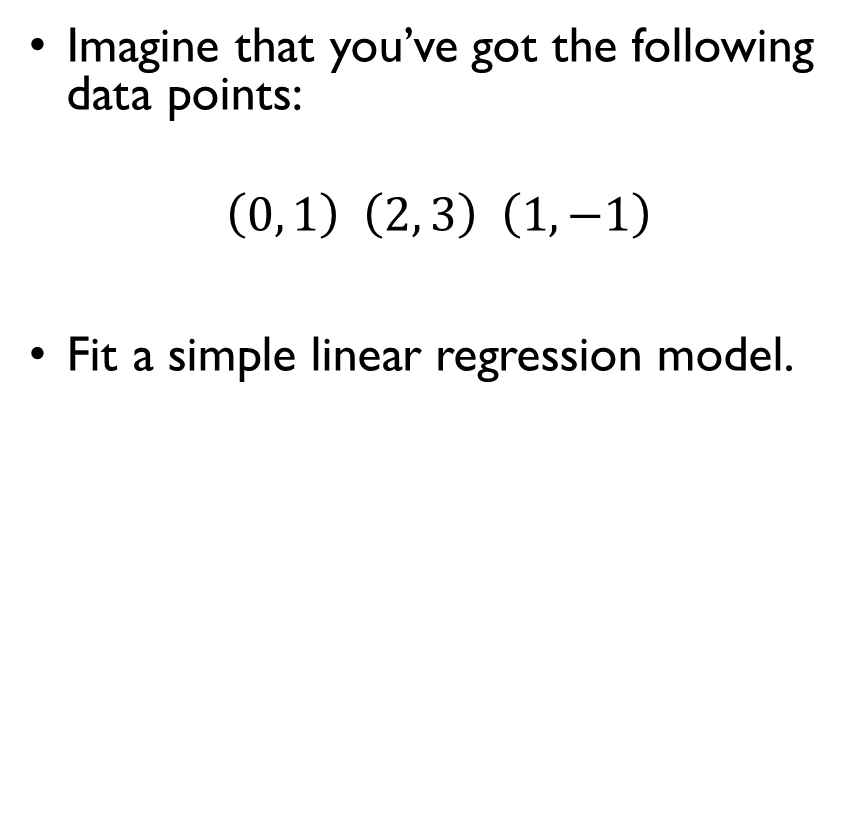 • Imagine that you’ve got the following
data points:
(0, 1) (2, 3) (1, −1)
• Fit a simple linear regression model.